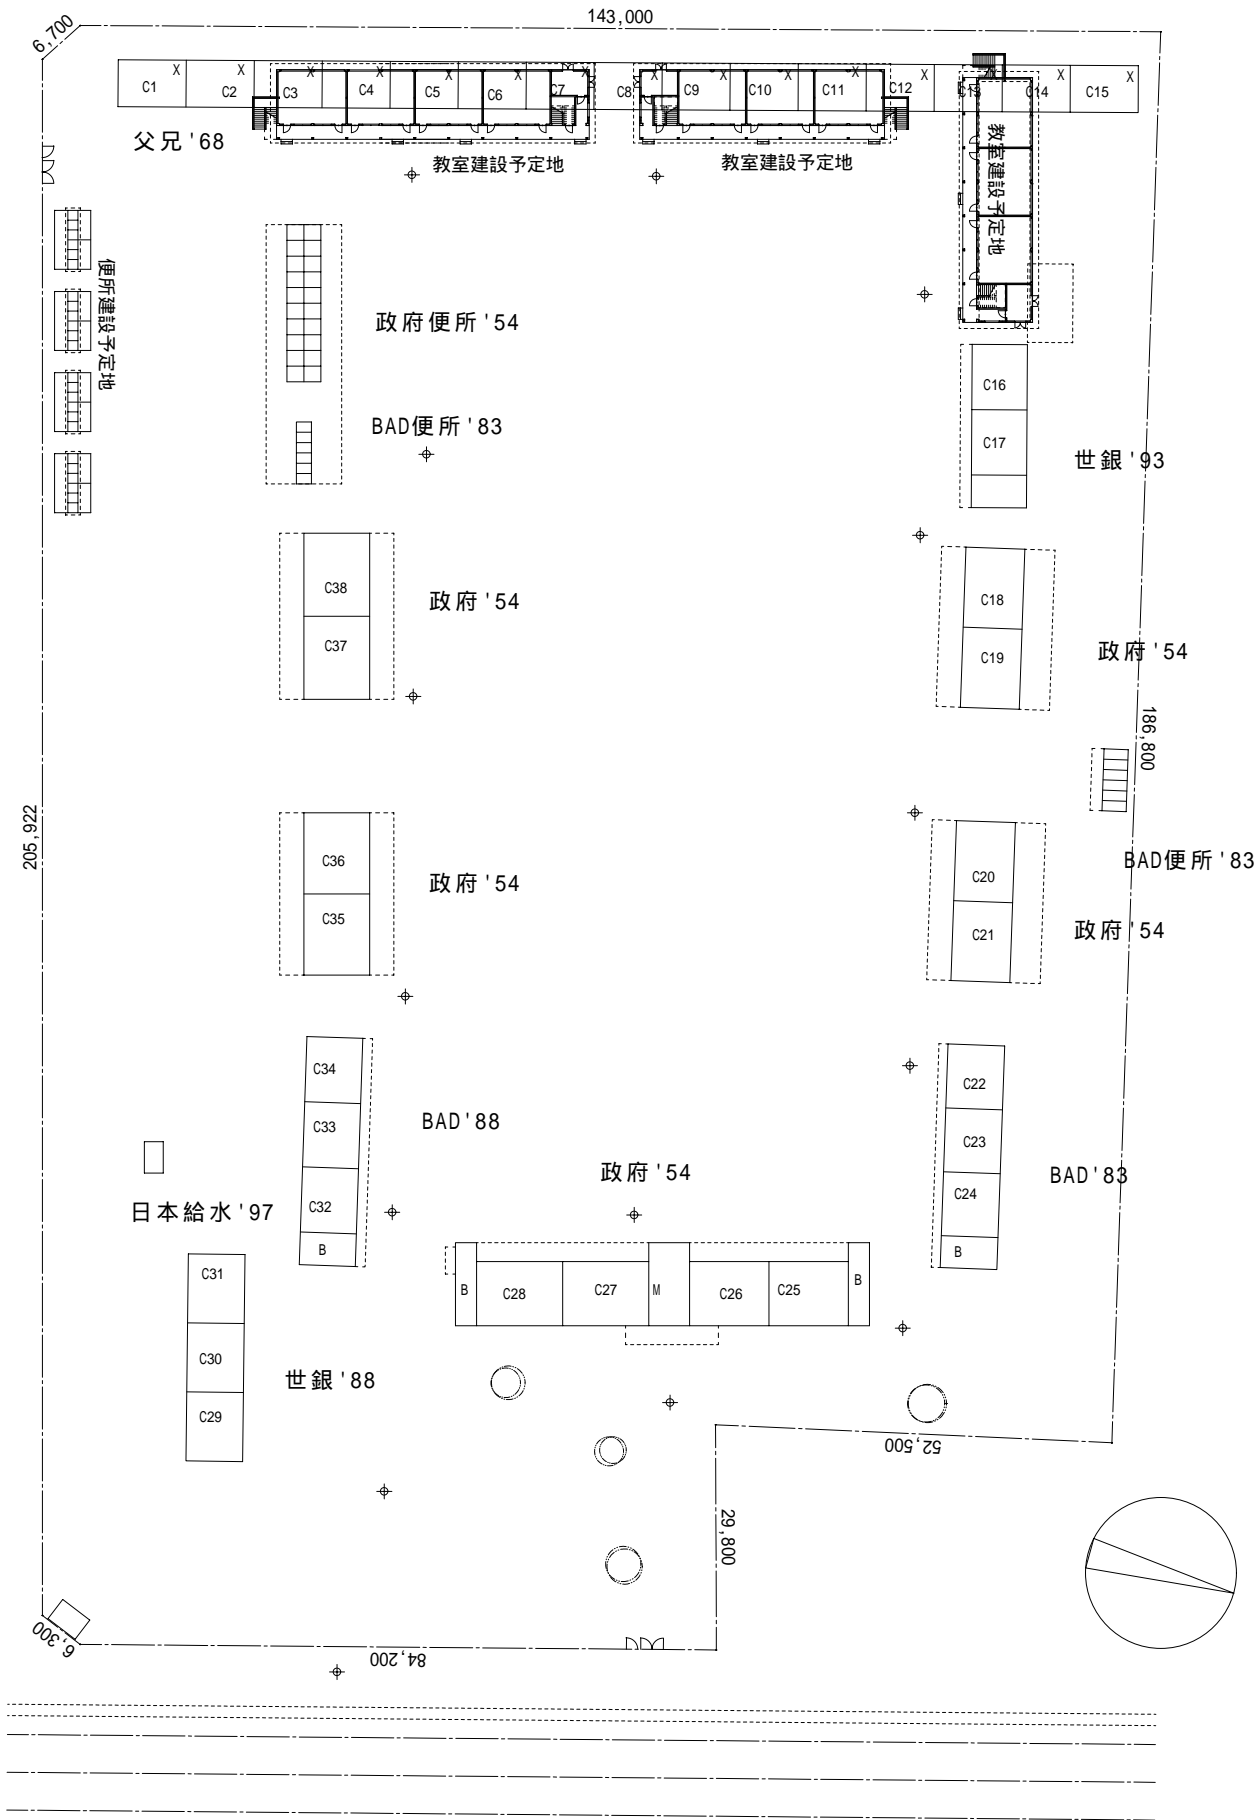 143,000
6,700
X X X X X X X X X X X X X X
C1 C2 C3 C4 C5 C6 C7 C8 C9 C10 C11 C12 C13 C14 C15
父兄'68
教室建設予定地
教室建設予定地
教室建設予定地
便所建設予定地
政府便所'54
BAD便所'83
C16
C17
世銀'93
C38
C37
政府'54
C18
C19
政府'54
186,800
205,922
C36
C35
政府'54
BAD便所'83
C20
C21
政府'54
C34
C33
C32
B
BAD'88
C22
C23
C24
B
BAD'83
政府'54
日本給水'97
B C28 C27 M C26 C25 B
C31
C30
C29
世銀'88
52,500
29,800
6,300
84,200